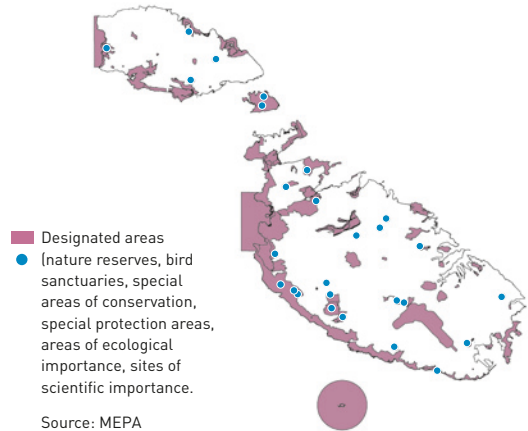 Designated areas
(nature reserves, bird
sanctuaries, special
areas of conservation,
special protection areas,
areas of ecological
importance, sites of
scientific importance.
Source: MEPA